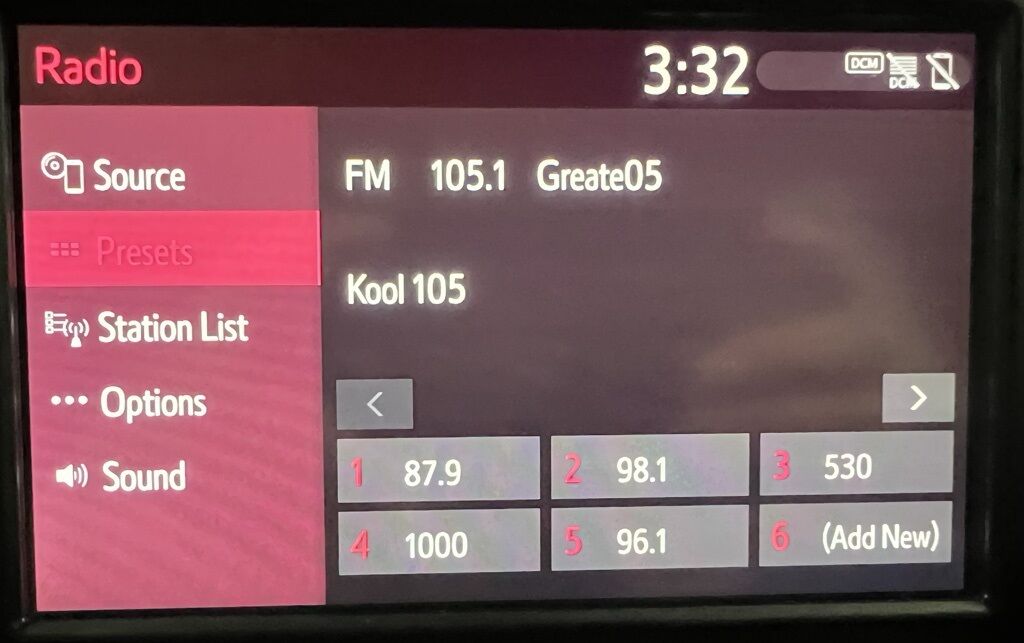 Radio 3:32 DCM DCM
Source
FM 105.1 Greate05
Presets
Kool 105
Station List
Options
Sound
1 87.9 2 98.1 3 530
4 1000 5 96.1 6 (Add New)